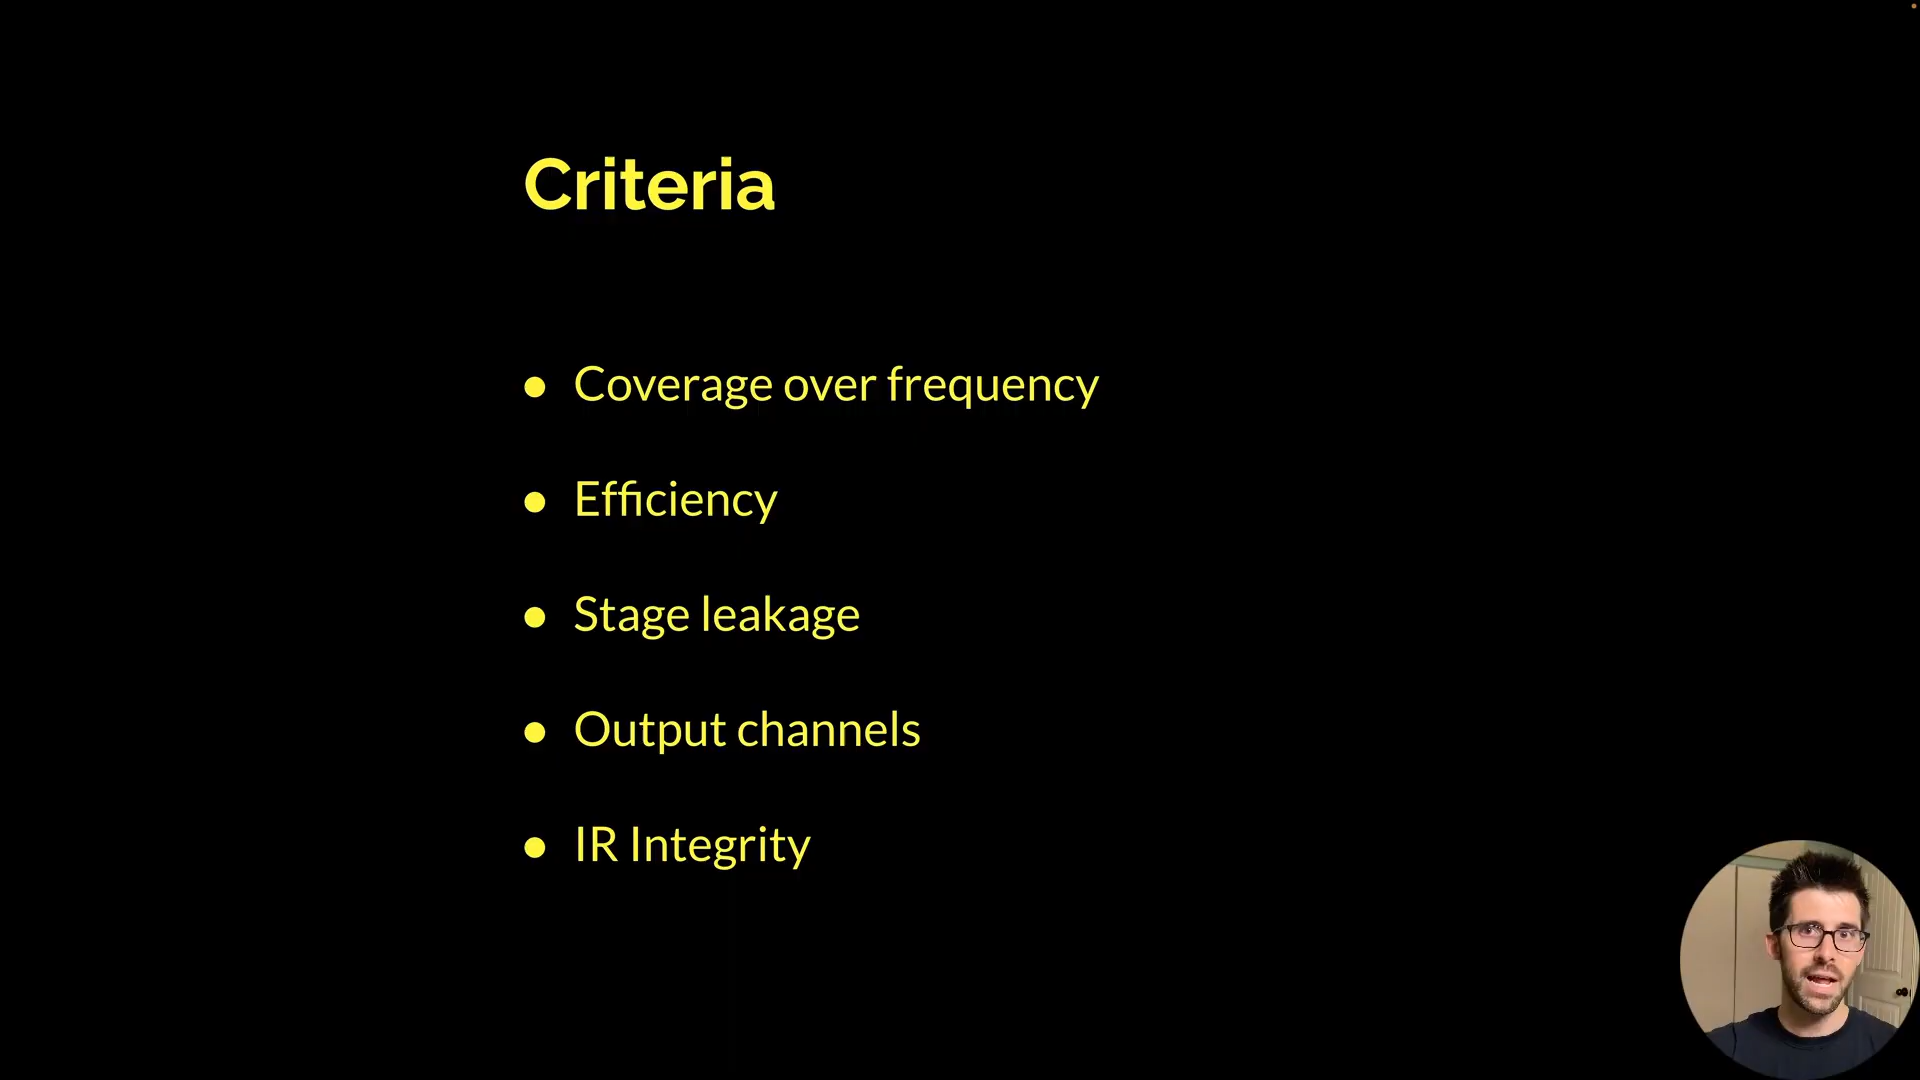 Criteria
• Coverage over frequency
• Efficiency
• Stage leakage
• Output channels
• IR Integrity